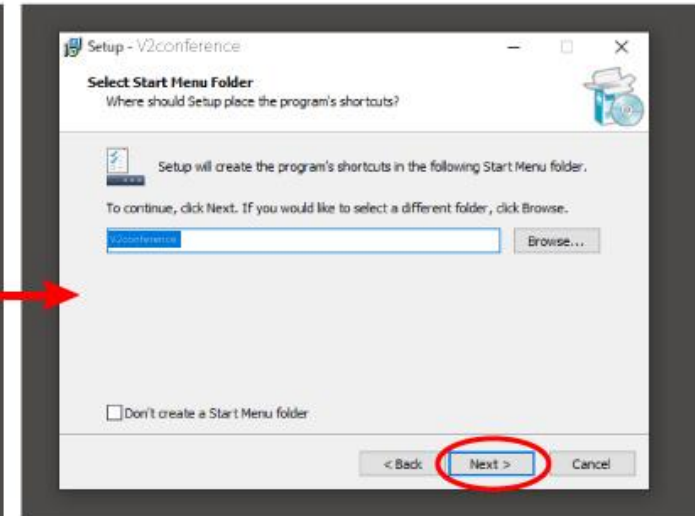 Setup - V2conference
Select Start Menu Folder
Where should Setup place the program's shortcuts?
Setup will create the program's shortcuts in the following Start Menu folder.
To continue, click Next. If you would like to select a different folder, click Browse.
V2conference
Browse...
Don't create a Start Menu folder
< Back
Next >
Cancel